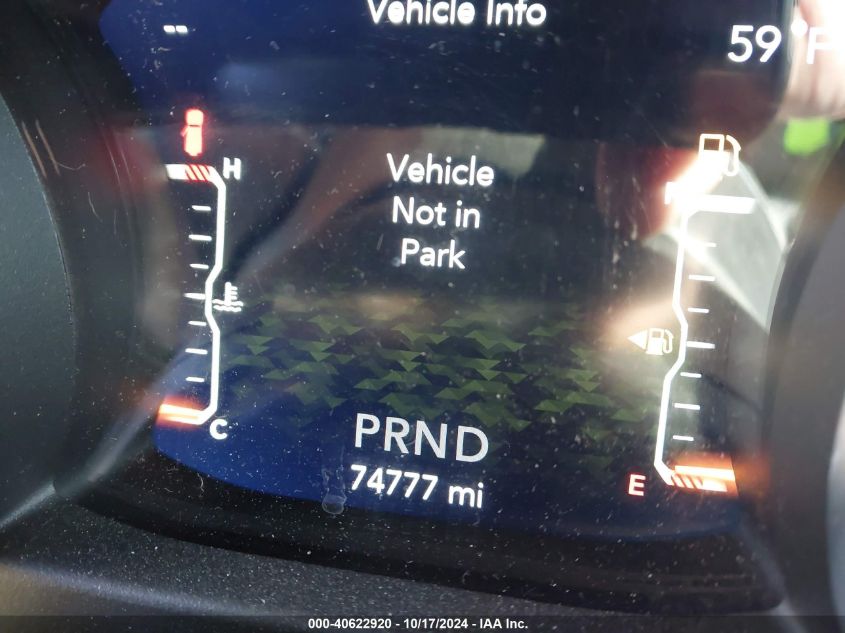 Vehicle Info
--
59°F
H
Vehicle
Not in
Park
C
PRND
E
74777 mi
000-40622920 - 10/17/2024 - IAA Inc.